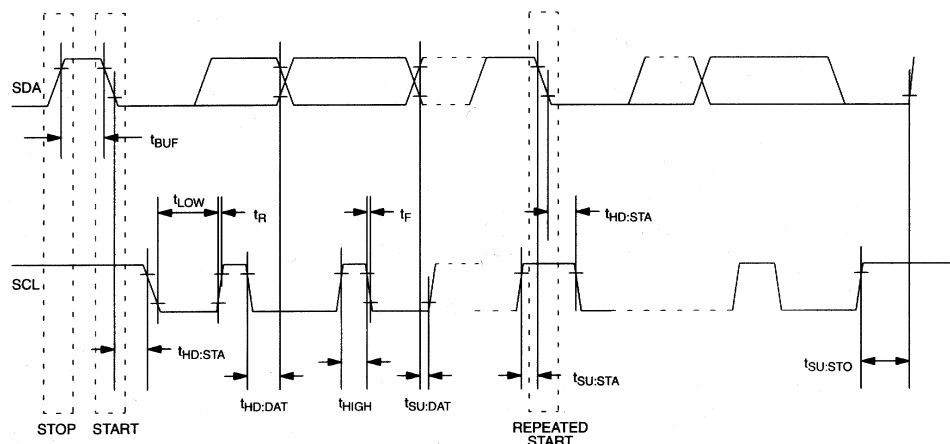 SDA
tBUF
tLOW
tR
tF
tHD:STA
SCL
tHD:STA
tSU:STA
tSU:STO
tHD:DAT
tHIGH
tSU:DAT
STOP
START
REPEATED
START